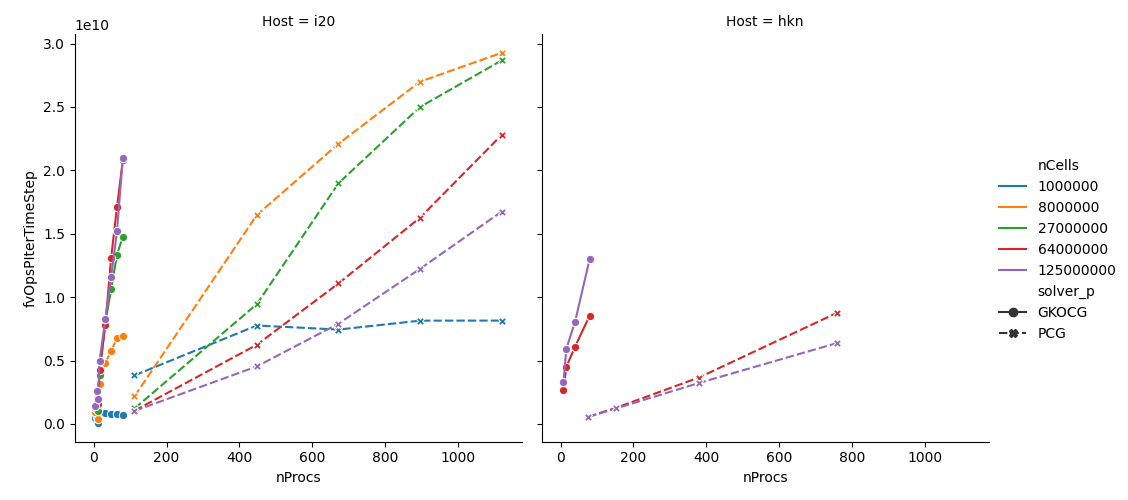 Host = i20
Host = hkn
1e10
3.0
2.5
2.0
1.5
1.0
0.5
0.0
fvOpsPIterTimeStep
0 200 400 600 800 1000
0 200 400 600 800 1000
nProcs
nProcs
nCells
1000000
8000000
27000000
64000000
125000000
solver_p
GKOCG
PCG